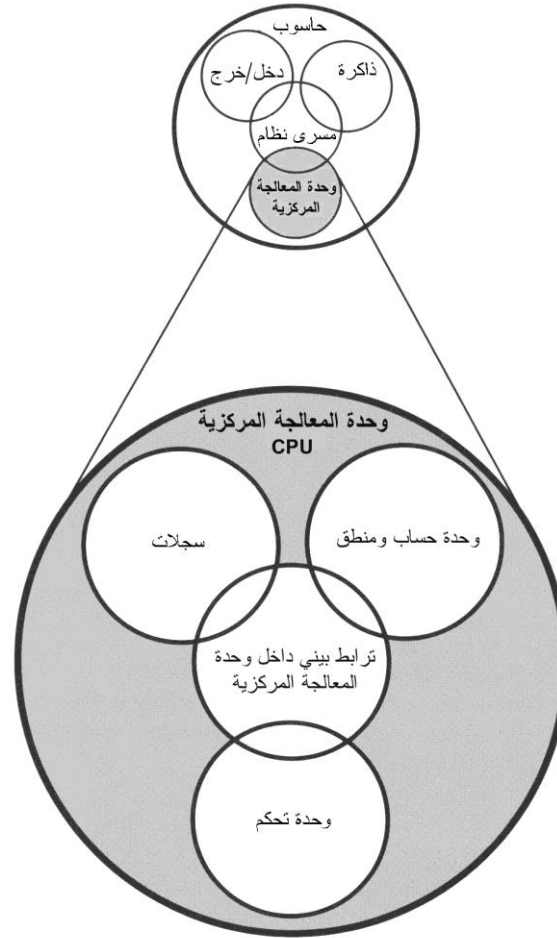 حاسوب
ذاكرة
دخل/خرج
مسرى نظام
وحدة المعالجة
المركزية
وحدة المعالجة المركزية
CPU
وحدة حساب ومنطق
سجلات
ترابط بيني داخل وحدة
المعالجة المركزية
وحدة تحكم